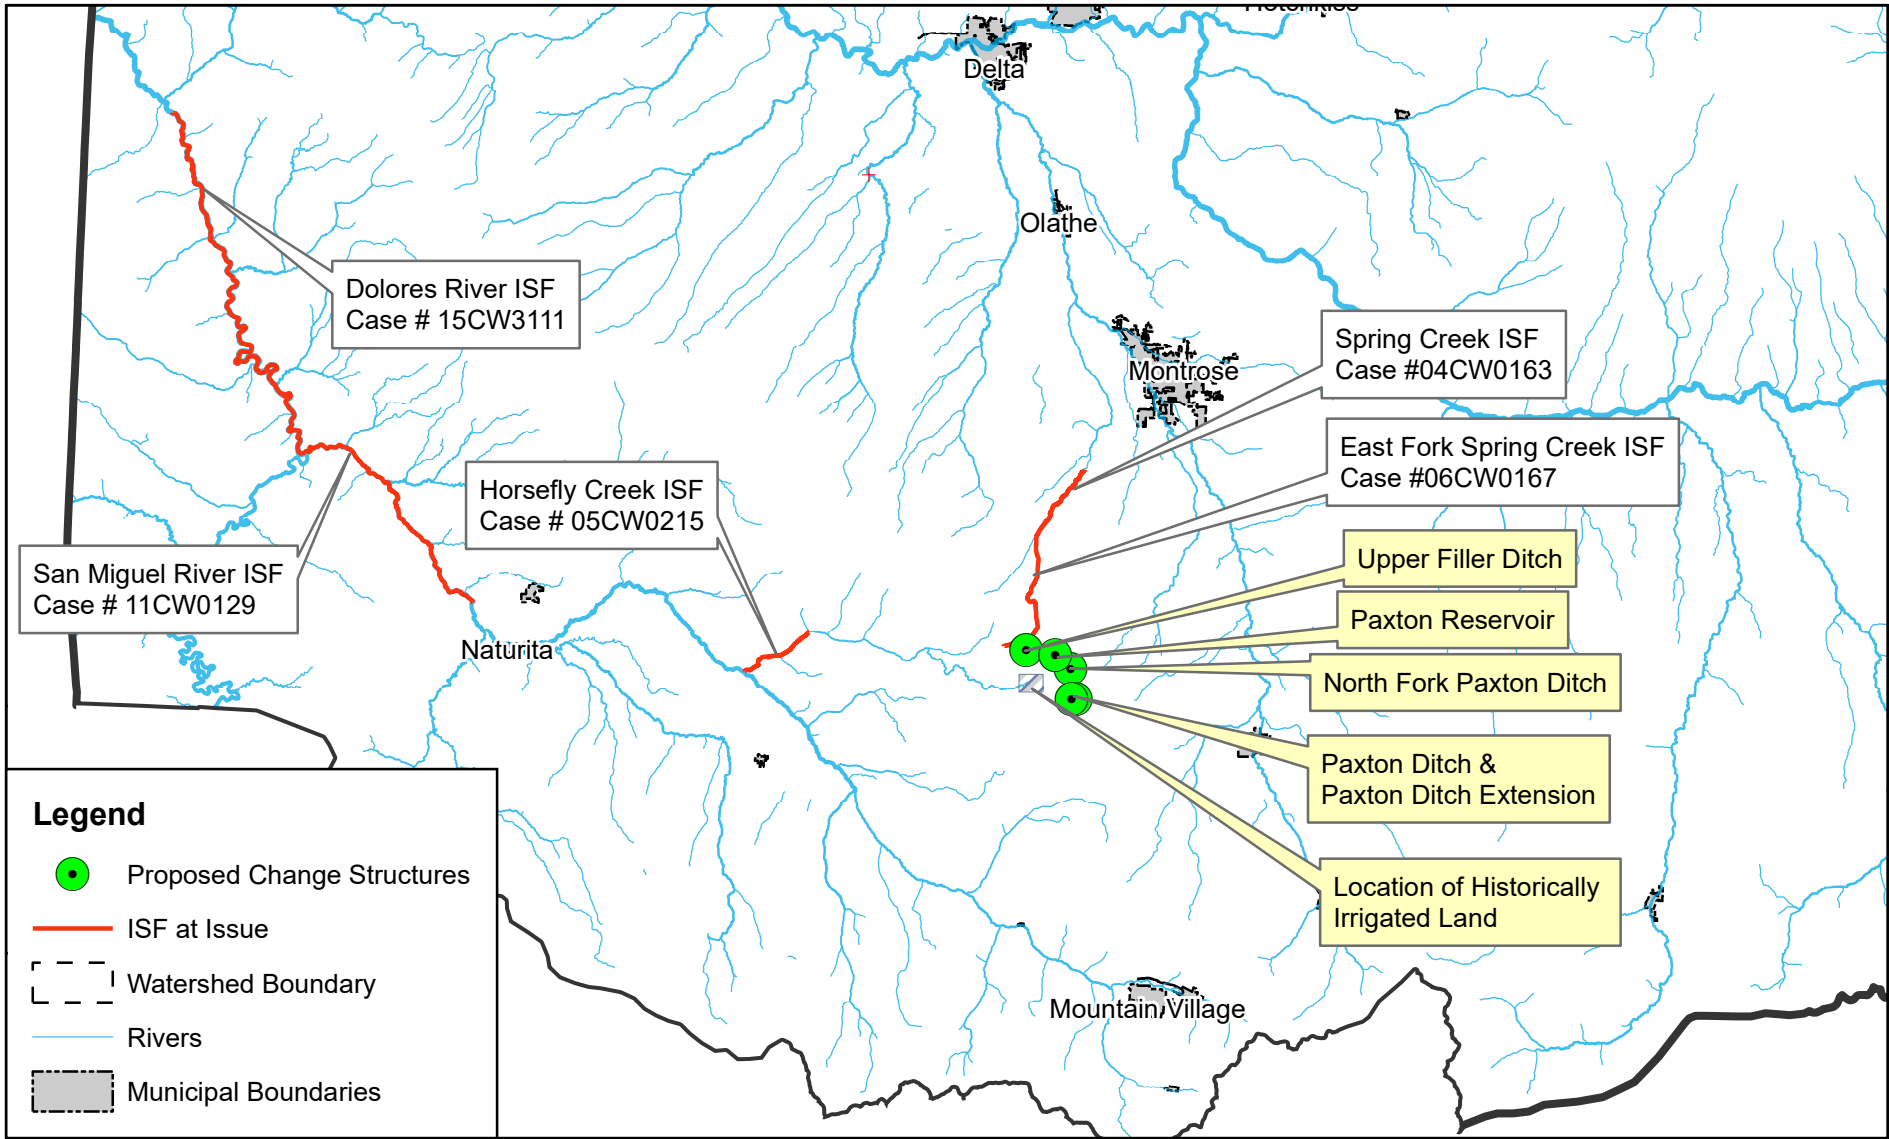 Hotchkiss
Delta
Olathe
Dolores River ISF
Case # 15CW3111
Spring Creek ISF
Case #04CW0163
Montrose
East Fork Spring Creek ISF
Case #06CW0167
Horsefly Creek ISF
Case # 05CW0215
San Miguel River ISF
Case # 11CW0129
Upper Filler Ditch
Paxton Reservoir
Naturita
North Fork Paxton Ditch
Paxton Ditch &
Paxton Ditch Extension
Location of Historically
Irrigated Land
Mountain Village
Legend
Proposed Change Structures
ISF at Issue
Watershed Boundary
Rivers
Municipal Boundaries